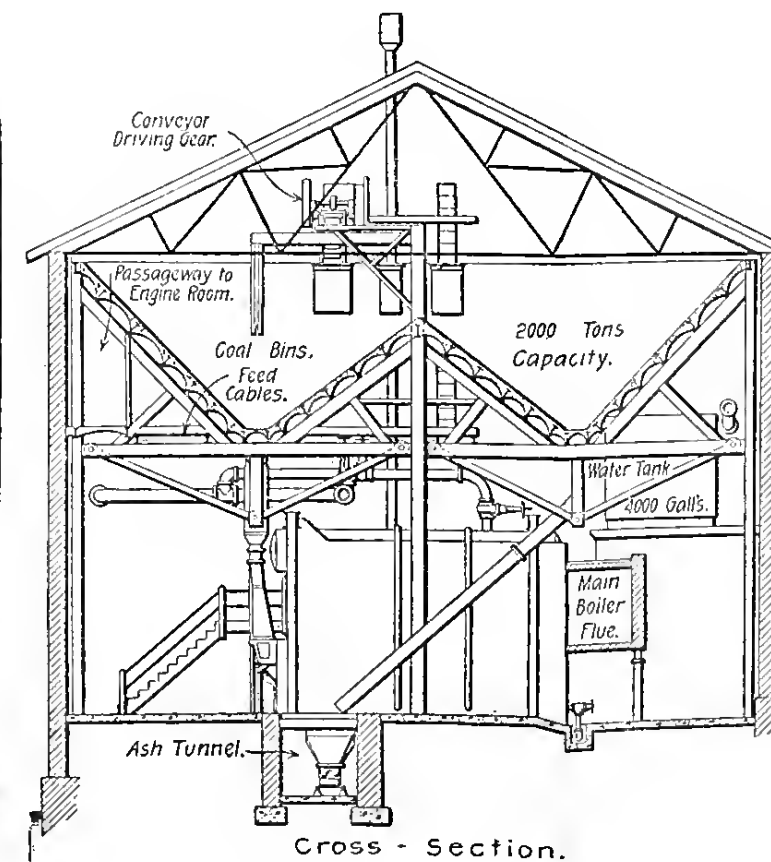 Conveyor
Driving Gear.
Passageway to
Engine Room.
Coal Bins.
Feed
Cables.
2000 Tons
Capacity.
Water Tank
4000 Gall's.
Main
Boiler
Flue.
Ash Tunnel.
Cross - Section.